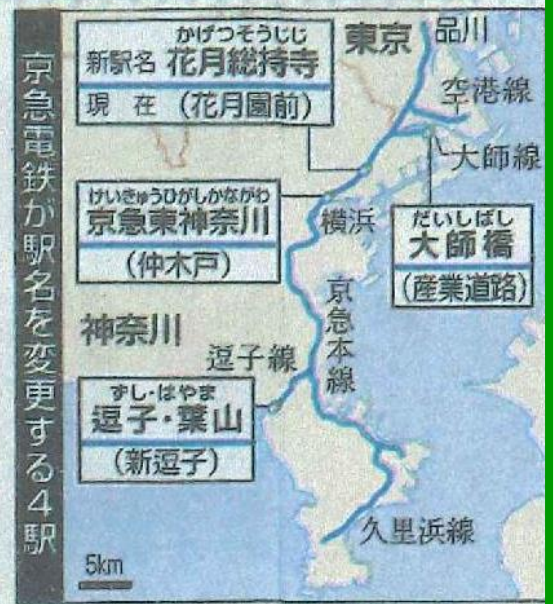 京急電鉄が駅名を変更する4駅
かげつそうじじ
新駅名 花月総持寺
現在 (花月園前)
東京
品川
空港線
大師線
けいきゅうひがしかながわ
京急東神奈川
(仲木戸)
横浜
だいしばし
大師橋
(産業道路)
神奈川
京急本線
逗子線
ずし・はやま
逗子・葉山
(新逗子)
久里浜線
5km